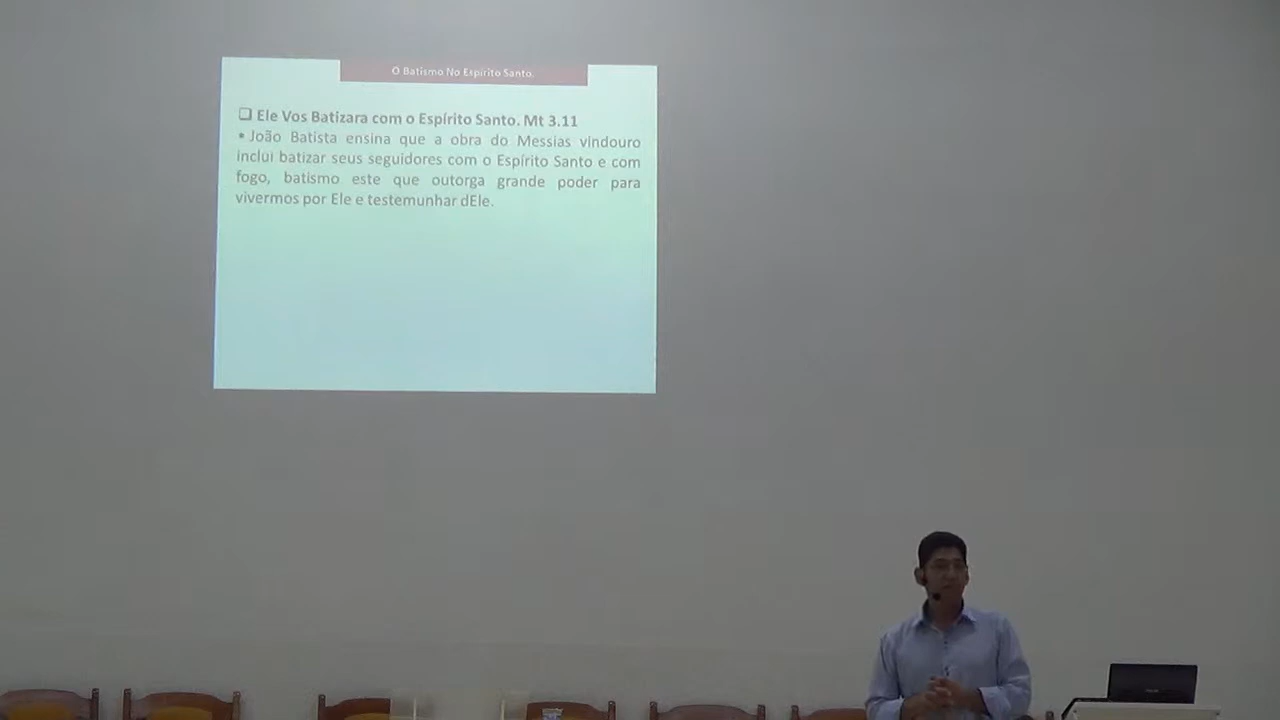 O Batismo No Espírito Santo.
❑ Ele Vos Batizara com o Espírito Santo. Mt 3.11
• João Batista ensina que a obra do Messias vindouro
inclui batizar seus seguidores com o Espírito Santo e com
fogo, batismo este que outorga grande poder para
vivermos por Ele e testemunhar dEle.